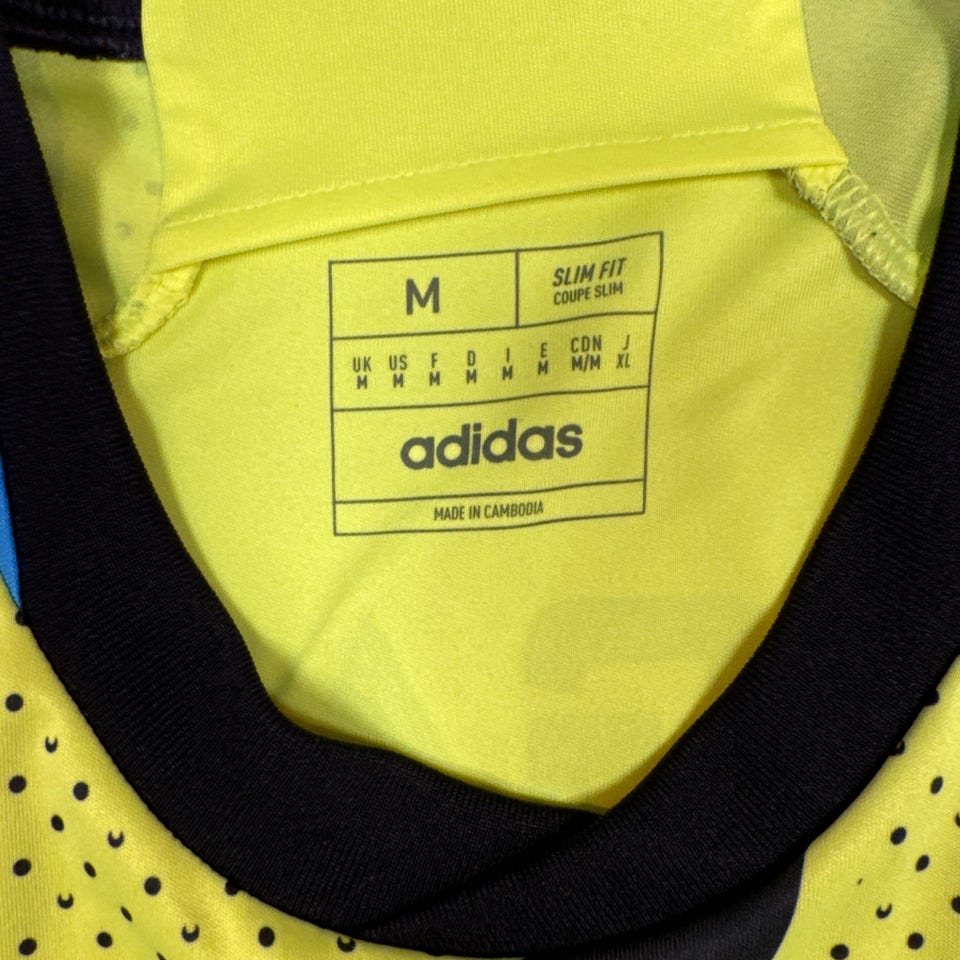 M
SLIM FIT
COUPE SLIM
UK US F D I E CDN J
M M M M M M M/M XL
adidas
MADE IN CAMBODIA